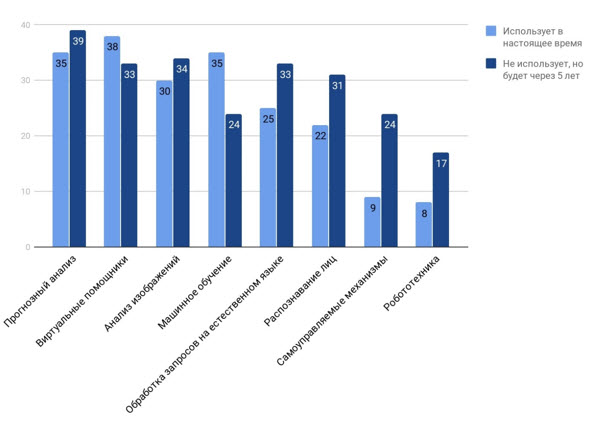 40
30
20
10
0
35
39
38
33
30
34
35
24
25
33
22
31
9
24
8
17
Прогнозный анализ
Виртуальные помощники
Анализ изображений
Машинное обучение
Обработка запросов на естественном языке
Распознавание лиц
Самоуправляемые механизмы
Робототехника
Использует в
настоящее время
Не использует, но
будет через 5 лет